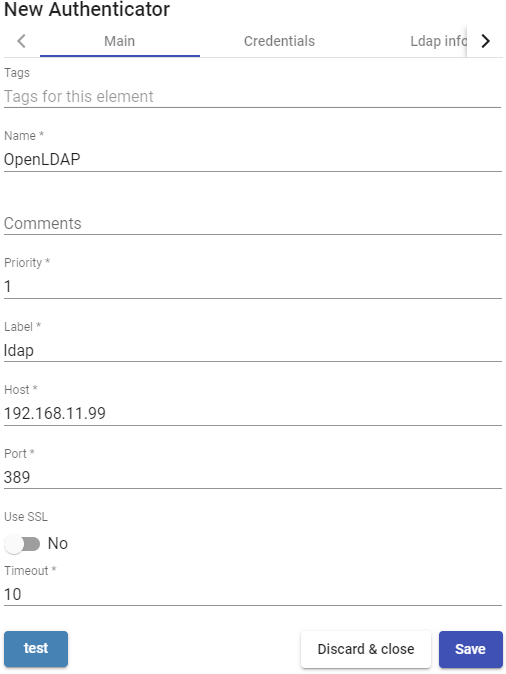 New Authenticator
Main Credentials Ldap info
Tags
Tags for this element
Name *
OpenLDAP
Comments
Priority *
1
Label *
ldap
Host *
192.168.11.99
Port *
389
Use SSL
No
Timeout *
10
test Discard & close Save